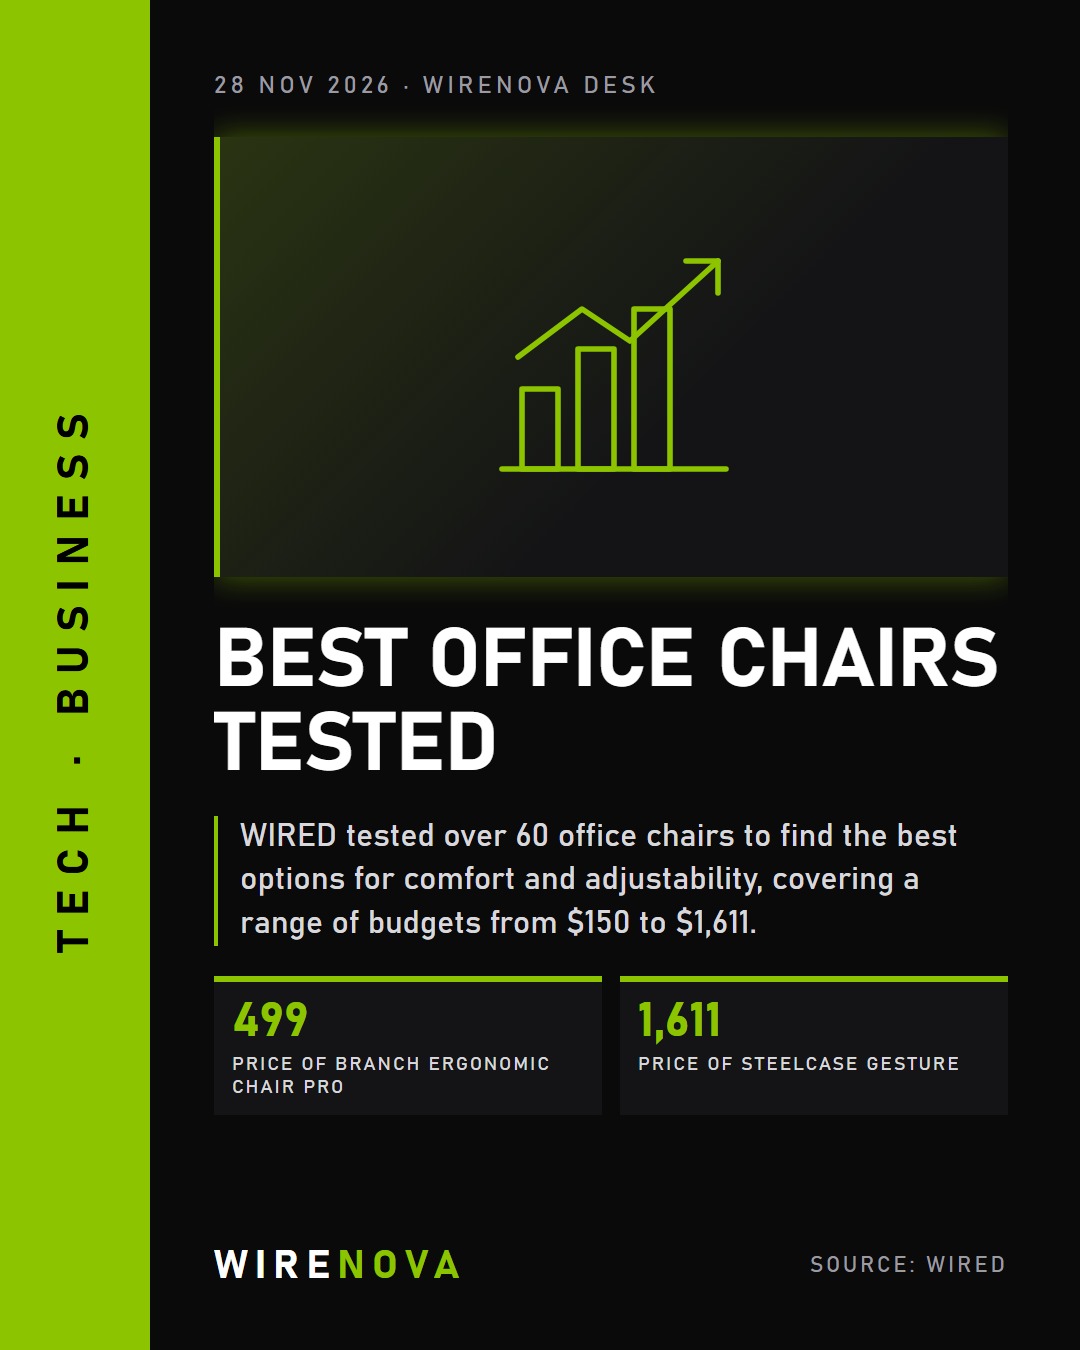 TECH · BUSINESS
28 NOV 2026 · WIRENOVA DESK
BEST OFFICE CHAIRS
TESTED
WIRED tested over 60 office chairs to find the best
options for comfort and adjustability, covering a
range of budgets from $150 to $1,611.
499
PRICE OF BRANCH ERGONOMIC
CHAIR PRO
1,611
PRICE OF STEELCASE GESTURE
WIRENOVA
SOURCE: WIRED